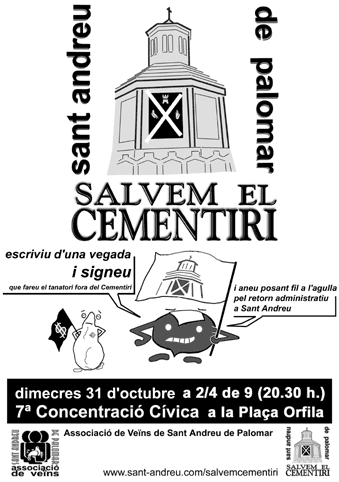 sant andreu
de palomar
SALVEM EL
CEMENTIRI
escriviu d'una vegada
i signeu
que fareu el tanatori fora del Cementiri
i aneu posant fil a l'agulla
pel retorn administratiu
a Sant Andreu
dimecres 31 d'octubre a 2/4 de 9 (20.30 h.)
7ª Concentració Cívica a la Plaça Orfila
Associació de Veïns de Sant Andreu de Palomar
associació
de veïns
sant andreu
de palomar
SALVEM EL
CEMENTIRI
www.sant-andreu.com/salvemcementiri